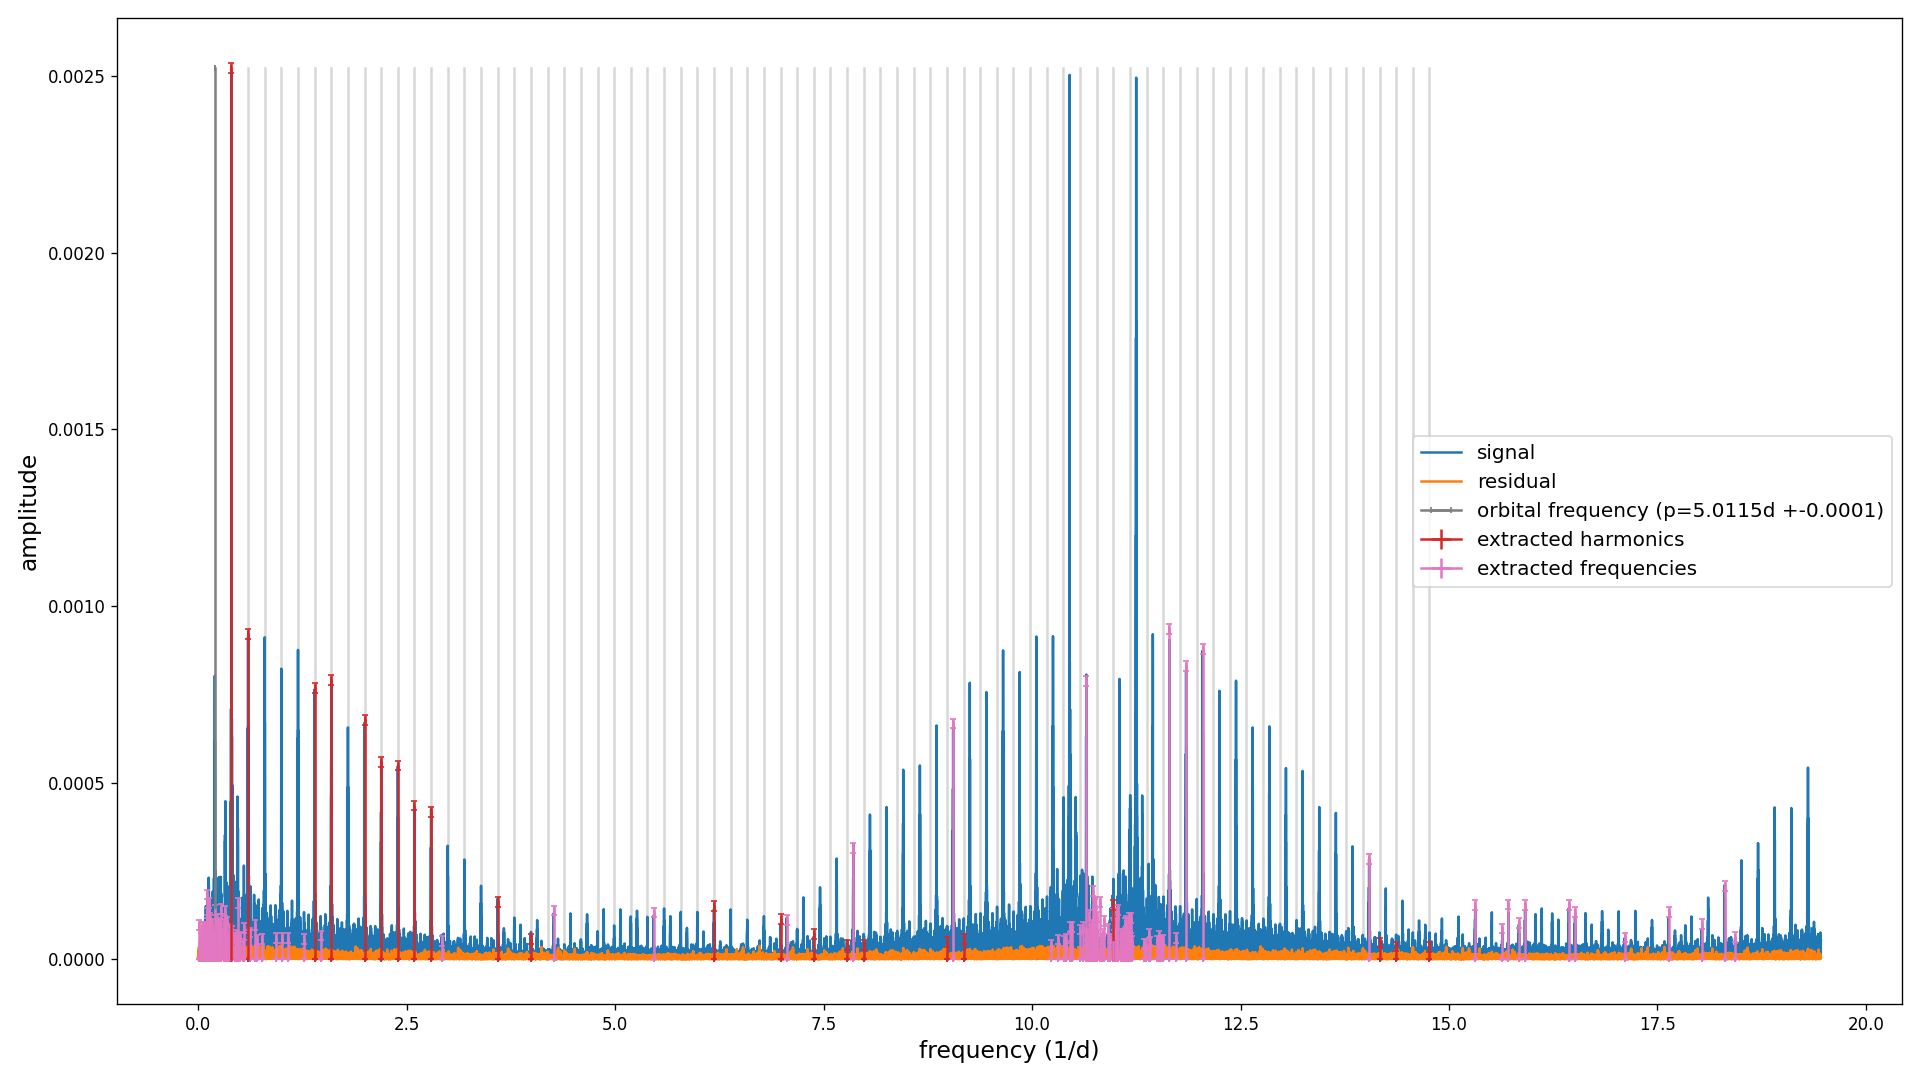 amplitude
0.0025
0.0020
0.0015
0.0010
0.0005
0.0000
signal
residual
orbital frequency (p=5.0115d +-0.0001)
extracted harmonics
extracted frequencies
0.0 2.5 5.0 7.5 10.0 12.5 15.0 17.5 20.0
frequency (1/d)